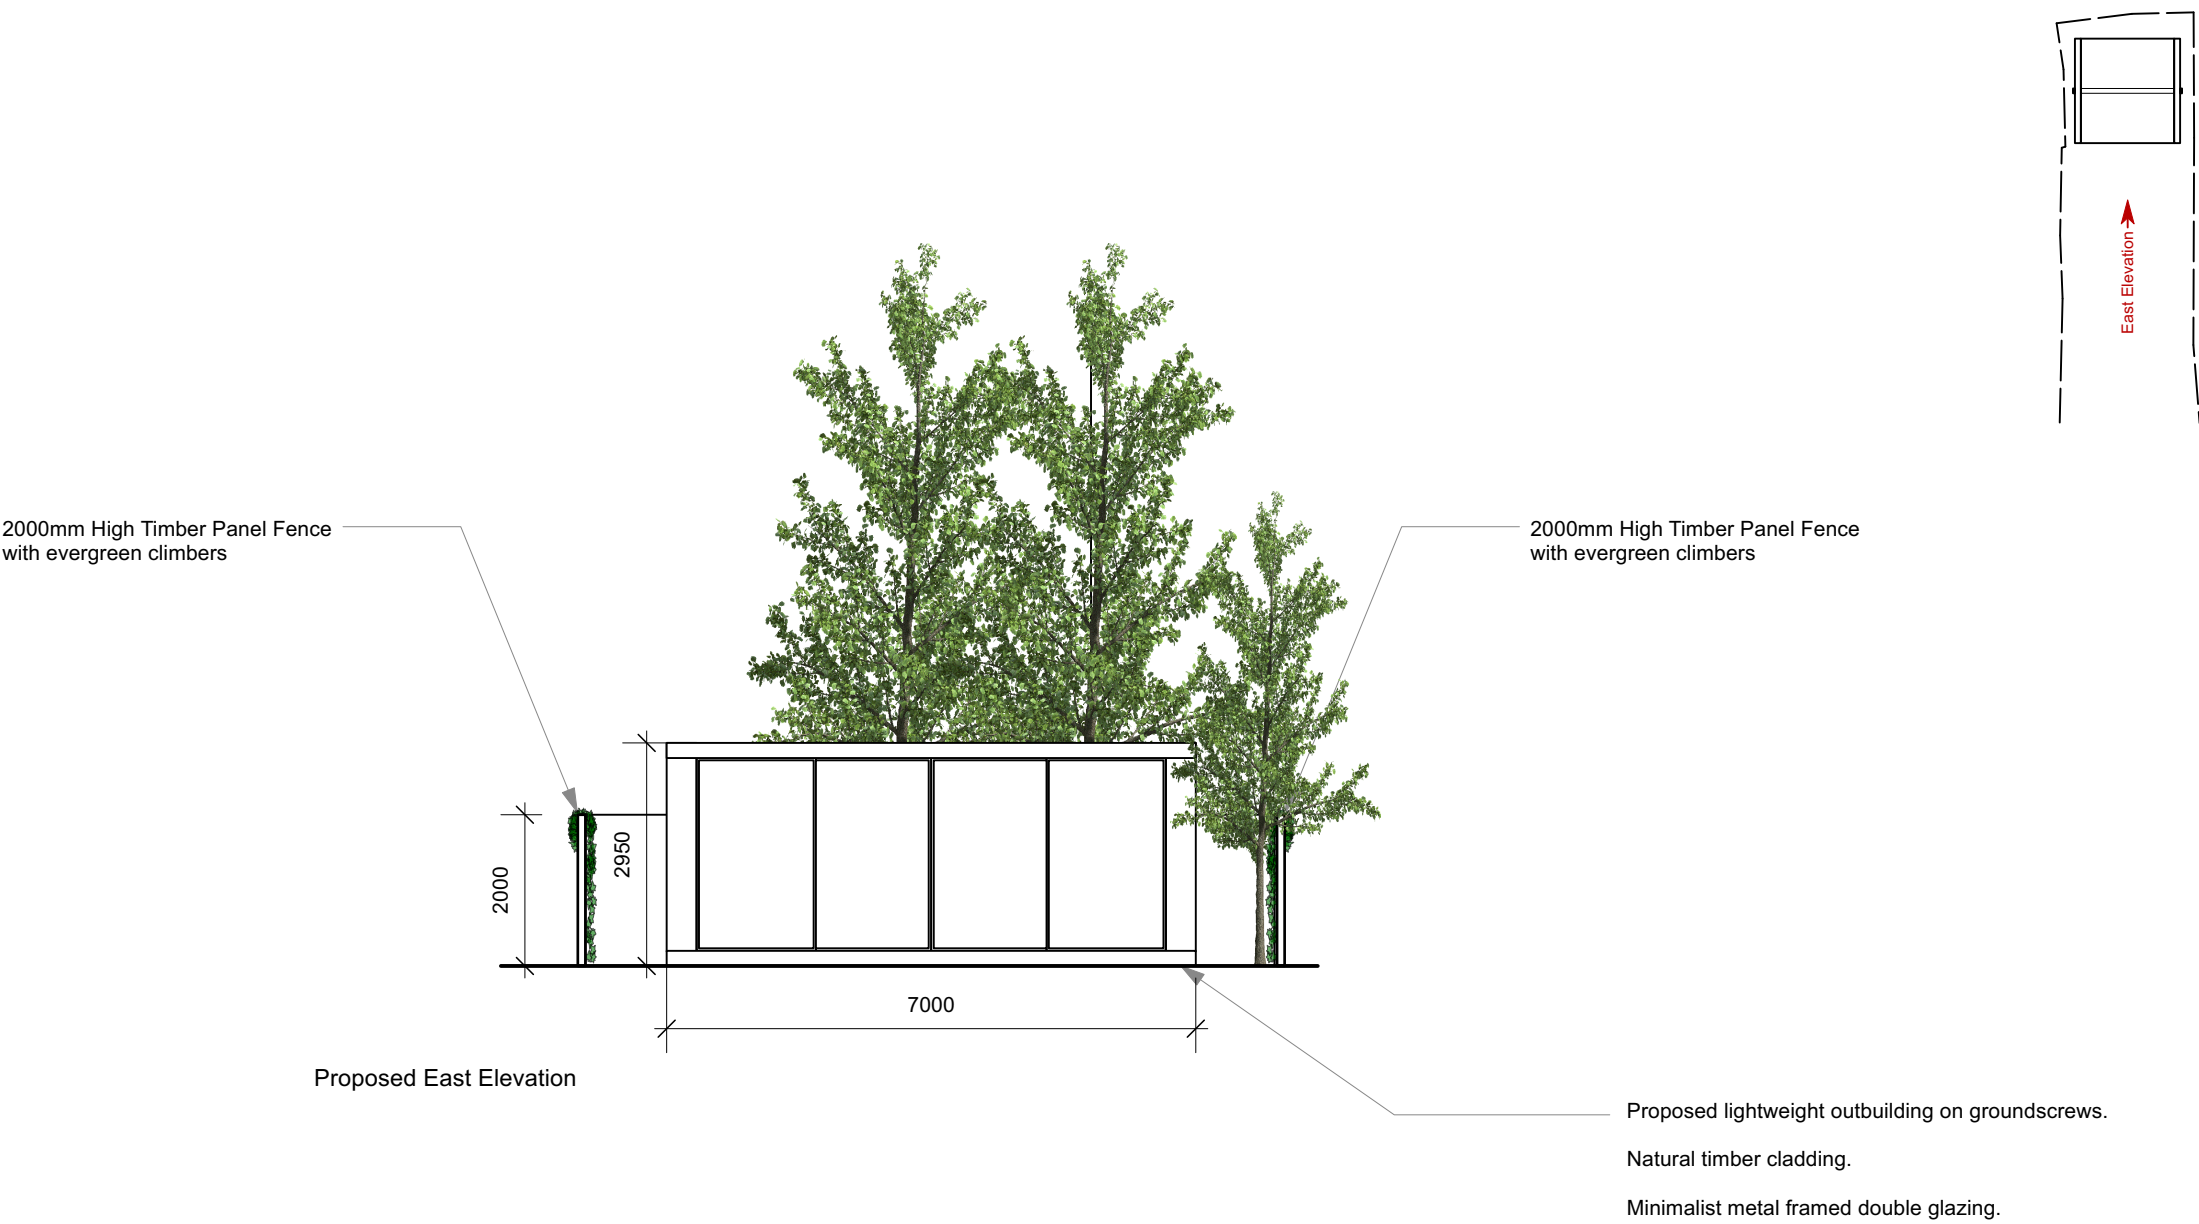 East Elevation
2000mm High Timber Panel Fence
with evergreen climbers
2000mm High Timber Panel Fence
with evergreen climbers
2950
2000
7000
Proposed East Elevation
Proposed lightweight outbuilding on groundscrews.
Natural timber cladding.
Minimalist metal framed double glazing.